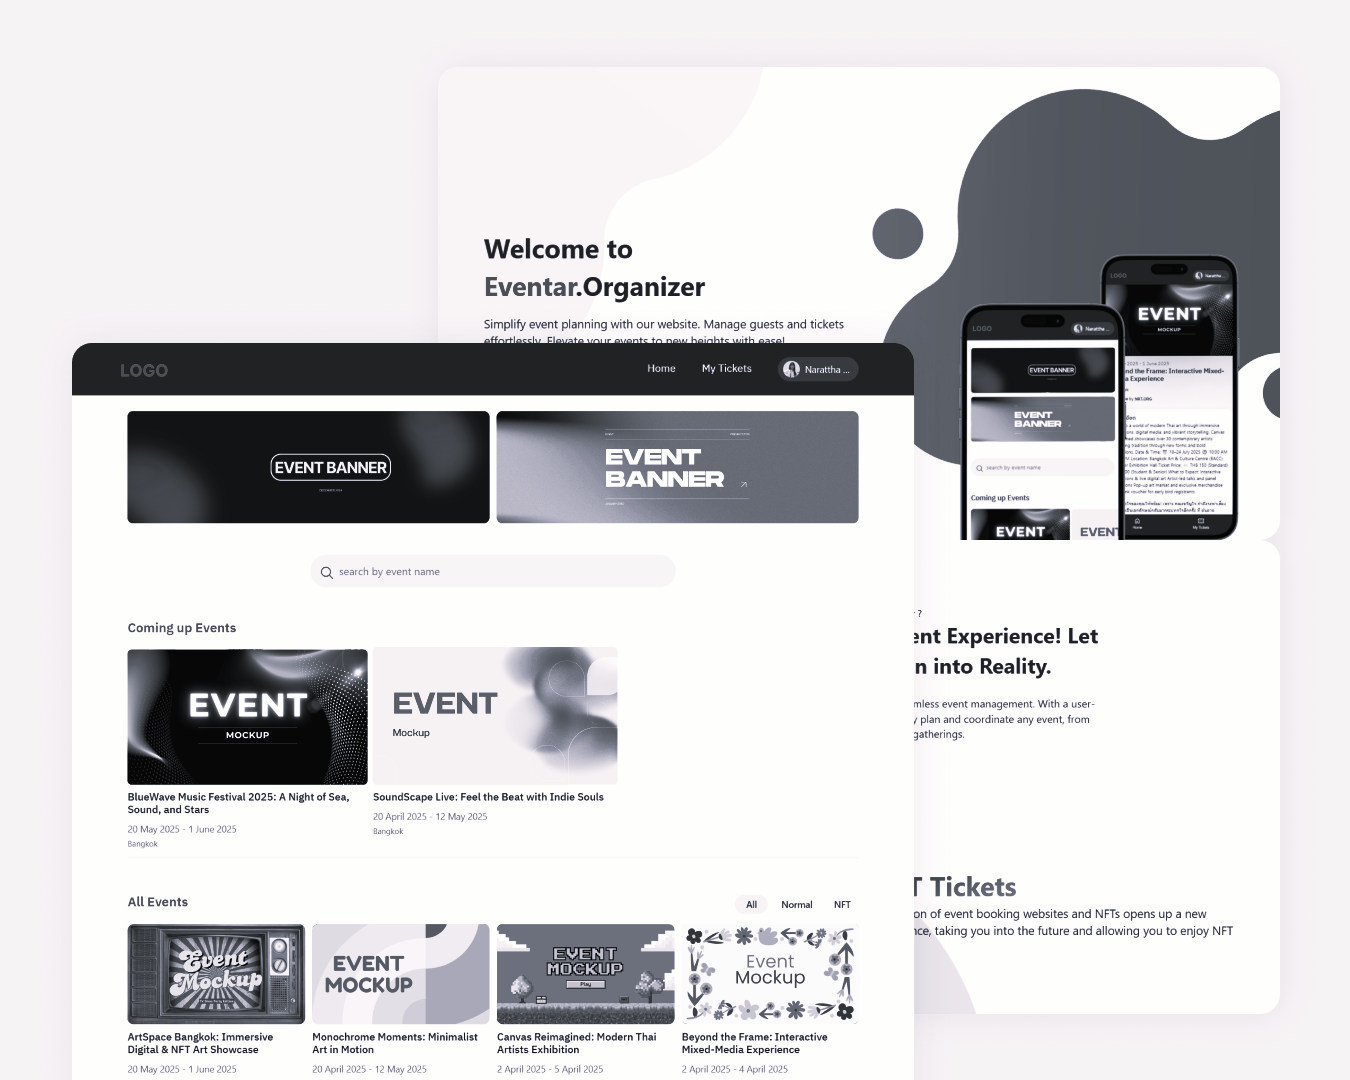 Welcome to
Eventar.Organizer
Simplify event planning with our website. Manage guests and tickets
effortlessly. Elevate your events to new heights with ease!
LOGO
Home
My Tickets
Narattha ...
EVENT BANNER
EVENT
BANNER
search by event name
Coming up Events
EVENT
MOCKUP
BlueWave Music Festival 2025: A Night of Sea,
Sound, and Stars
20 May 2025 - 1 June 2025
Bangkok
EVENT
Mockup
SoundScape Live: Feel the Beat with Indie Souls
20 April 2025 - 12 May 2025
Bangkok
All Events
All
Normal
NFT
Event
Mockup
ArtSpace Bangkok: Immersive
Digital & NFT Art Showcase
20 May 2025 - 1 June 2025
EVENT
MOCKUP
Monochrome Moments: Minimalist
Art in Motion
20 April 2025 - 12 May 2025
EVENT
MOCKUP
Play
Canvas Reimagined: Modern Thai
Artists Exhibition
2 April 2025 - 5 April 2025
Event
Mockup
Beyond the Frame: Interactive
Mixed-Media Experience
2 April 2025 - 4 April 2025
LOGO
Narattha ...
EVENT BANNER
EVENT
BANNER
search by event name
Coming up Events
EVENT
EVENT
LOGO
Narattha ...
EVENT
MOCKUP
2025 - 1 June 2025
nd the Frame: Interactive Mixed-
a Experience
Home
My Tickets
?
ent Experience! Let
n into Reality.
mless event management. With a user-
y plan and coordinate any event, from
gatherings.
T Tickets
on of event booking websites and NFTs opens up a new
nce, taking you into the future and allowing you to enjoy NFT